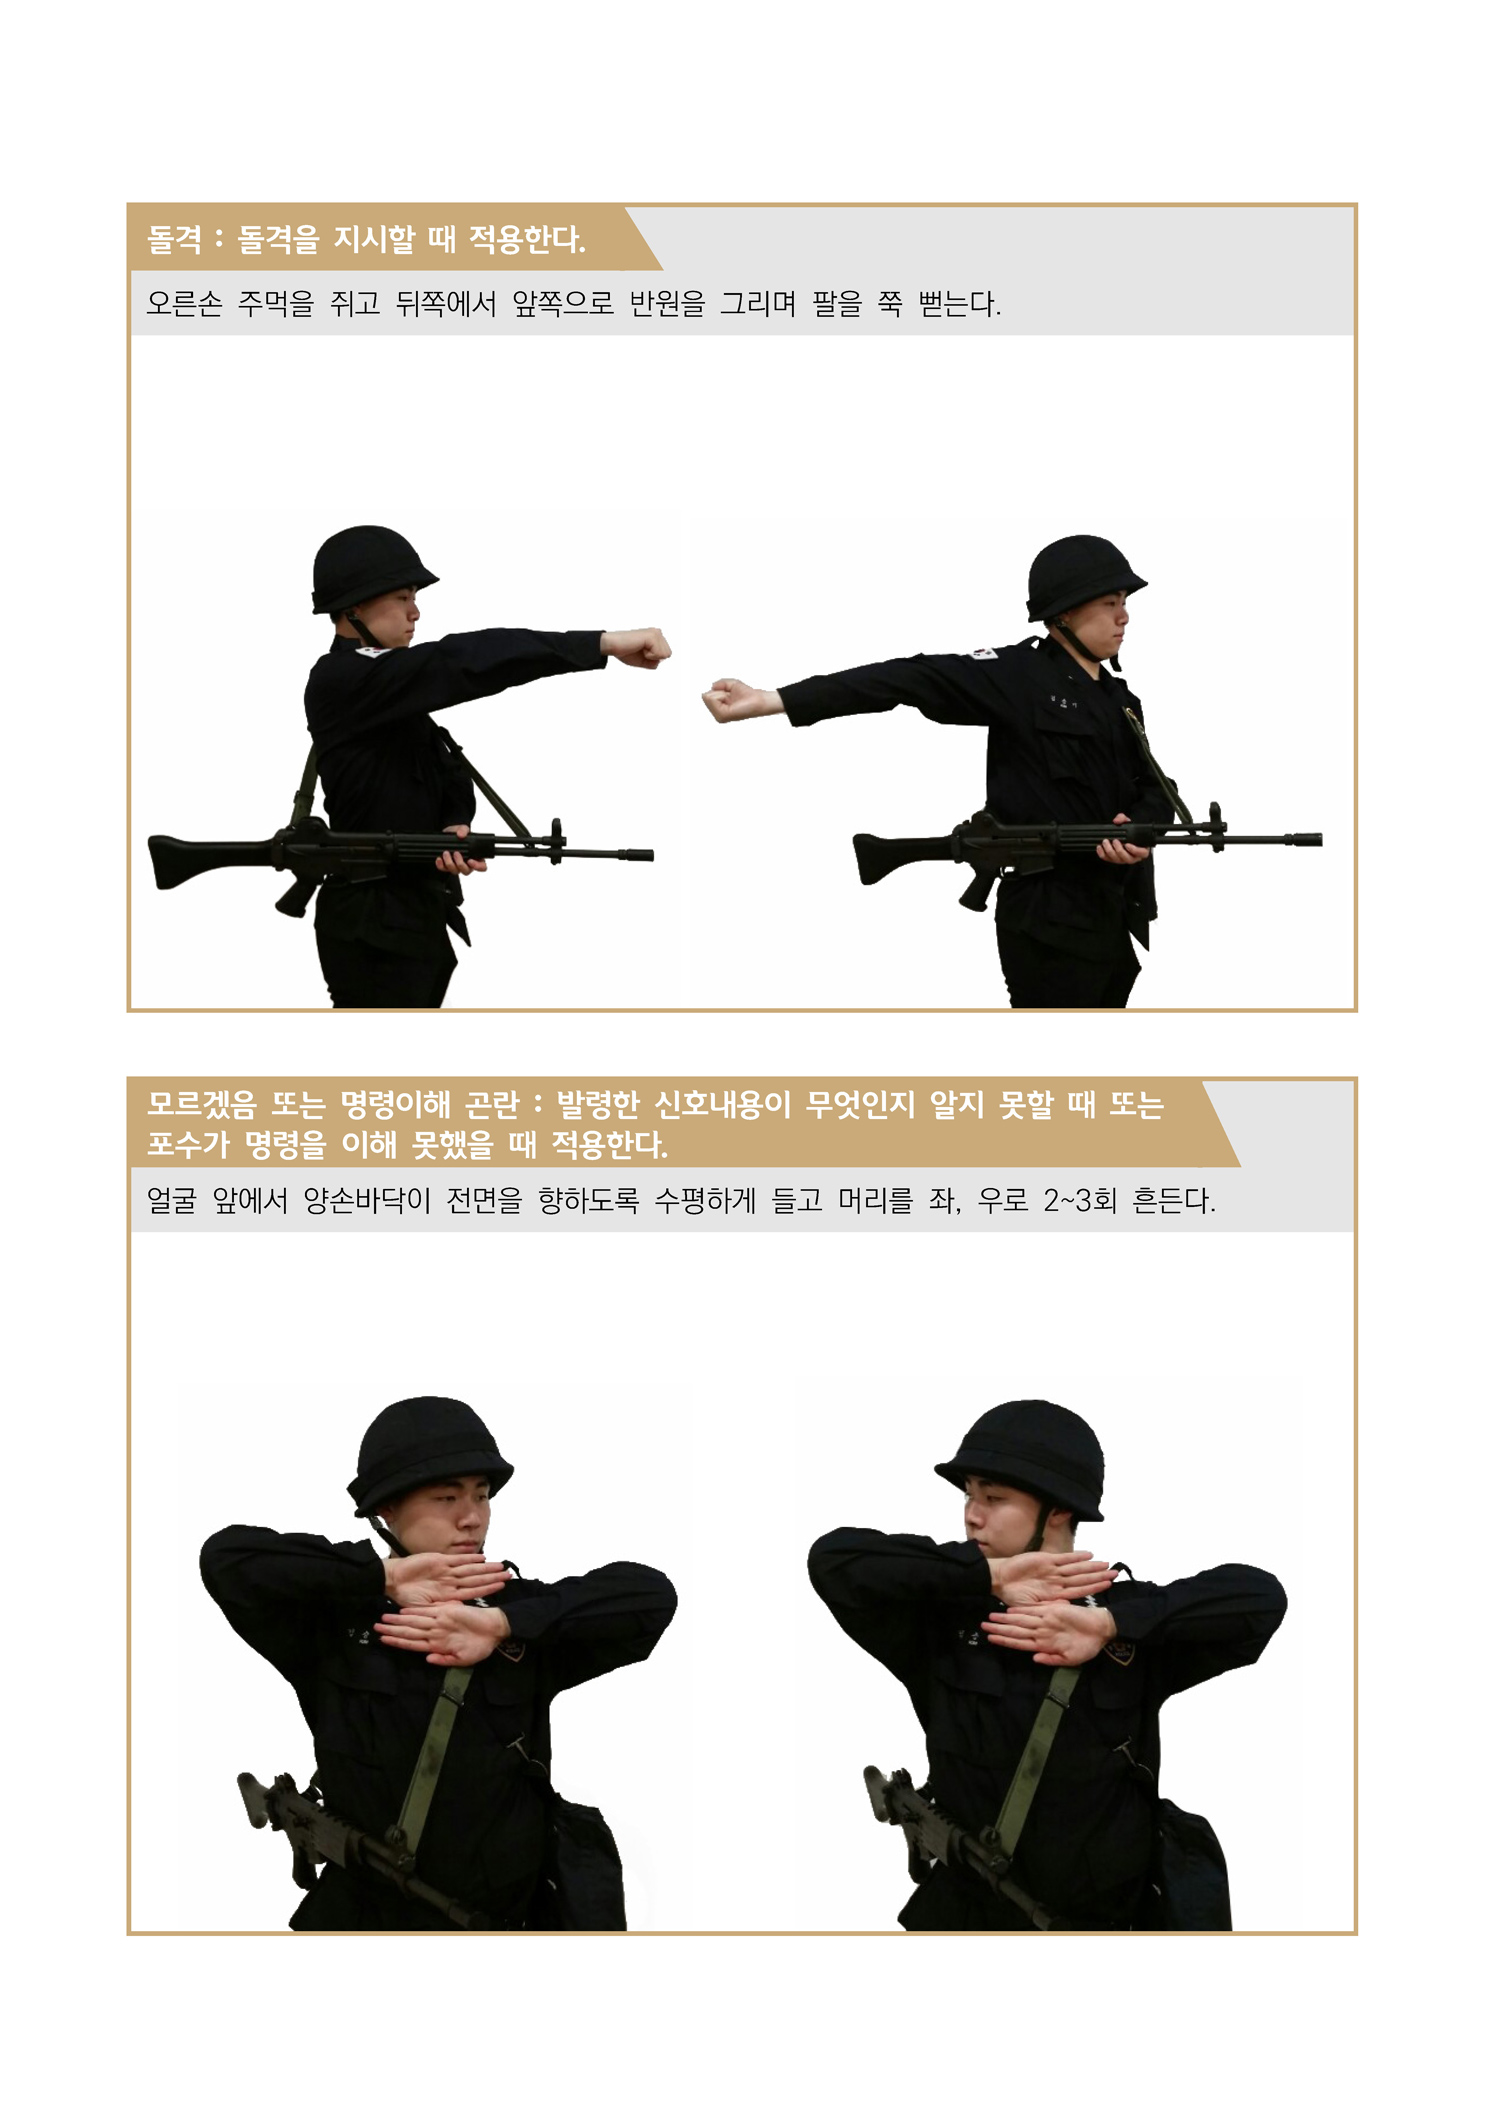 돌격 : 돌격을 지시할 때 적용한다.
오른손 주먹을 쥐고 뒤쪽에서 앞쪽으로 반원을 그리며 팔을 쭉 뻗는다.
모르겠음 또는 명령이해 곤란 : 발령한 신호내용이 무엇인지 알지 못할 때 또는
포수가 명령을 이해 못했을 때 적용한다.
얼굴 앞에서 양손바닥이 전면을 향하도록 수평하게 들고 머리를 좌, 우로 2~3회 흔든다.